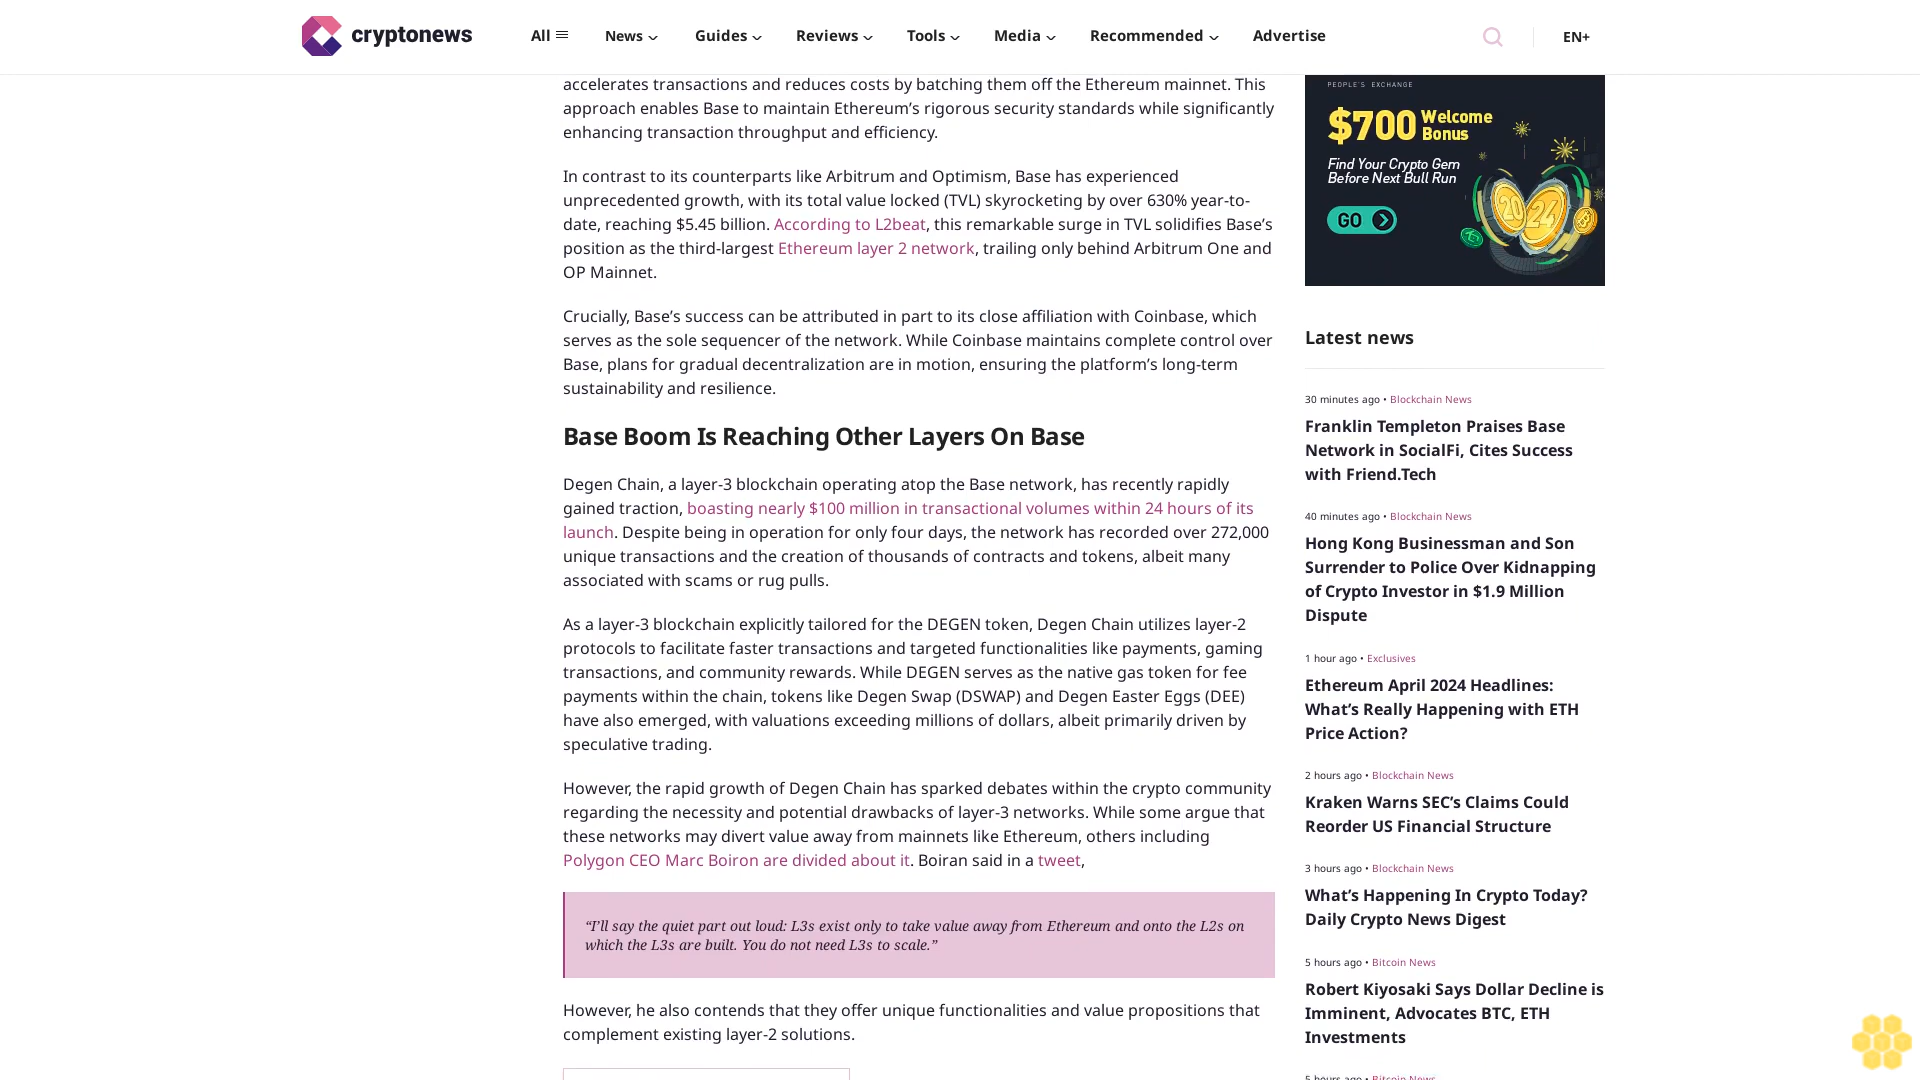 cryptonews
All
News
Guides
Reviews
Tools
Media
Recommended
Advertise
EN+
accelerates transactions and reduces costs by batching them off the Ethereum mainnet. This
approach enables Base to maintain Ethereum’s rigorous security standards while significantly
enhancing transaction throughput and efficiency.
In contrast to its counterparts like Arbitrum and Optimism, Base has experienced
unprecedented growth, with its total value locked (TVL) skyrocketing by over 630% year-to-
date, reaching $5.45 billion. According to L2beat, this remarkable surge in TVL solidifies Base’s
position as the third-largest Ethereum layer 2 network, trailing only behind Arbitrum One and
OP Mainnet.
Crucially, Base’s success can be attributed in part to its close affiliation with Coinbase, which
serves as the sole sequencer of the network. While Coinbase maintains complete control over
Base, plans for gradual decentralization are in motion, ensuring the platform’s long-term
sustainability and resilience.
Base Boom Is Reaching Other Layers On Base
Degen Chain, a layer-3 blockchain operating atop the Base network, has recently rapidly
gained traction, boasting nearly $100 million in transactional volumes within 24 hours of its
launch. Despite being in operation for only four days, the network has recorded over 272,000
unique transactions and the creation of thousands of contracts and tokens, albeit many
associated with scams or rug pulls.
As a layer-3 blockchain explicitly tailored for the DEGEN token, Degen Chain utilizes layer-2
protocols to facilitate faster transactions and targeted functionalities like payments, gaming
transactions, and community rewards. While DEGEN serves as the native gas token for fee
payments within the chain, tokens like Degen Swap (DSWAP) and Degen Easter Eggs (DEE)
have also emerged, with valuations exceeding millions of dollars, albeit primarily driven by
speculative trading.
However, the rapid growth of Degen Chain has sparked debates within the crypto community
regarding the necessity and potential drawbacks of layer-3 networks. While some argue that
these networks may divert value away from mainnets like Ethereum, others including
Polygon CEO Marc Boiron are divided about it. Boiran said in a tweet,
“I’ll say the quiet part out loud: L3s exist only to take value away from Ethereum and onto the L2s on
which the L3s are built. You do not need L3s to scale.”
However, he also contends that they offer unique functionalities and value propositions that
complement existing layer-2 solutions.
PEOPLE'S EXCHANGE
$700 Welcome
Bonus
Find Your Crypto Gem
Before Next Bull Run
GO
20 24
Latest news
30 minutes ago • Blockchain News
Franklin Templeton Praises Base
Network in SocialFi, Cites Success
with Friend.Tech
40 minutes ago • Blockchain News
Hong Kong Businessman and Son
Surrender to Police Over Kidnapping
of Crypto Investor in $1.9 Million
Dispute
1 hour ago • Exclusives
Ethereum April 2024 Headlines:
What’s Really Happening with ETH
Price Action?
2 hours ago • Blockchain News
Kraken Warns SEC’s Claims Could
Reorder US Financial Structure
3 hours ago • Blockchain News
What’s Happening In Crypto Today?
Daily Crypto News Digest
5 hours ago • Bitcoin News
Robert Kiyosaki Says Dollar Decline is
Imminent, Advocates BTC, ETH
Investments
5 hours ago • Bitcoin News